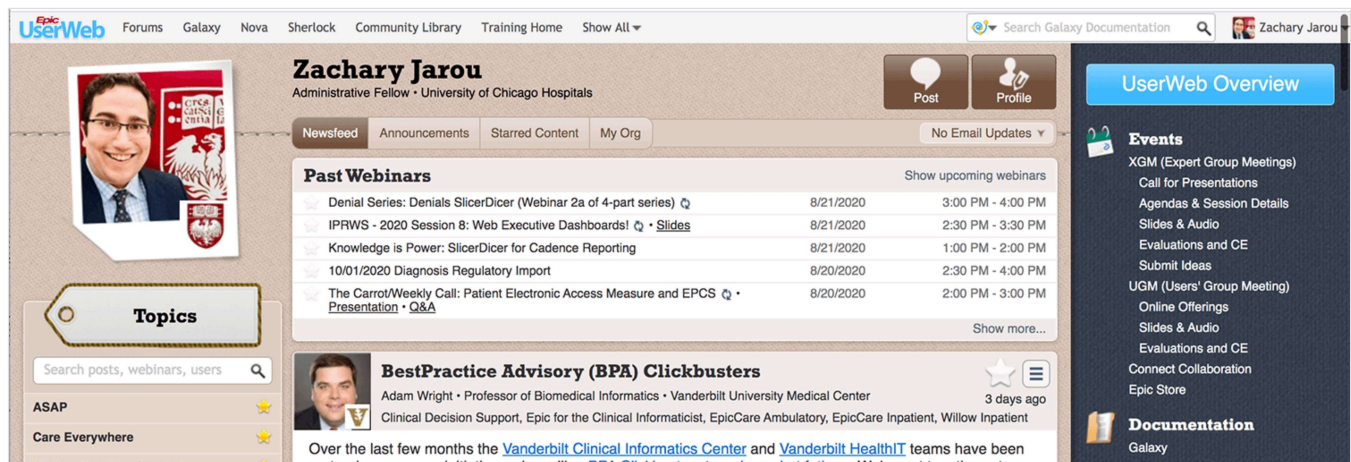 Epic
UserWeb Forums Galaxy Nova Sherlock Community Library Training Home Show All Search Galaxy Documentation Zachary Jarou
Zachary Jarou
Administrative Fellow • University of Chicago Hospitals
Post Profile
Newsfeed Announcements Starred Content My Org No Email Updates
Past Webinars Show upcoming webinars
Denial Series: Denials SlicerDicer (Webinar 2a of 4-part series) 8/21/2020 3:00 PM - 4:00 PM
IPRWS - 2020 Session 8: Web Executive Dashboards! • Slides 8/21/2020 2:30 PM - 3:30 PM
Knowledge is Power: SlicerDicer for Cadence Reporting 8/21/2020 1:00 PM - 2:00 PM
10/01/2020 Diagnosis Regulatory Import 8/20/2020 2:30 PM - 4:00 PM
The Carrot/Weekly Call: Patient Electronic Access Measure and EPCS • 8/20/2020 2:00 PM - 3:00 PM
Presentation • Q&A
Show more...
Topics
Search posts, webinars, users
ASAP
Care Everywhere
BestPractice Advisory (BPA) Clickbusters
Adam Wright • Professor of Biomedical Informatics • Vanderbilt University Medical Center 3 days ago
Clinical Decision Support, Epic for the Clinical Informaticist, EpicCare Ambulatory, EpicCare Inpatient, Willow Inpatient
Over the last few months the Vanderbilt Clinical Informatics Center and Vanderbilt HealthIT teams have been
UserWeb Overview
Events
XGM (Expert Group Meetings)
Call for Presentations
Agendas & Session Details
Slides & Audio
Evaluations and CE
Submit Ideas
UGM (Users' Group Meeting)
Online Offerings
Slides & Audio
Evaluations and CE
Connect Collaboration
Epic Store
Documentation
Galaxy